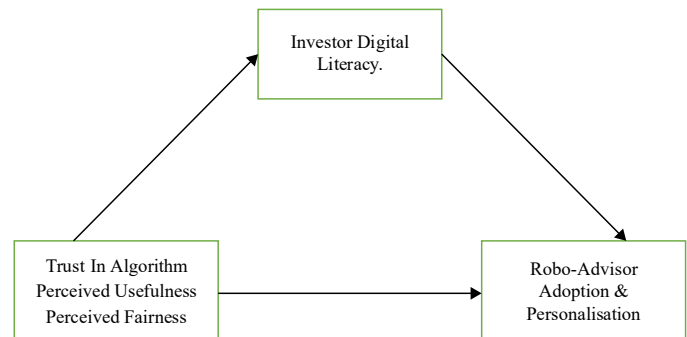 Investor Digital
Literacy.
Trust In Algorithm
Perceived Usefulness
Perceived Fairness
Robo-Advisor
Adoption &
Personalisation